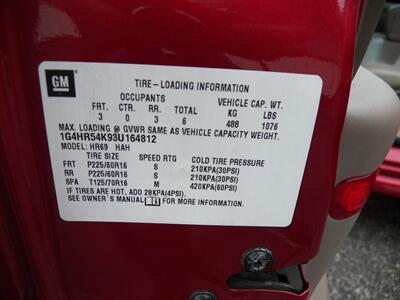 GM
TIRE-LOADING INFORMATION
OCCUPANTS VEHICLE CAP. WT.
FRT. CTR. RR. TOTAL KG LBS
3 0 3 6 488 1076
MAX. LOADING @ GVWR SAME AS VEHICLE CAPACITY WEIGHT.
1G4HR54K93U164812
MODEL: HR69 HAH
TIRE SIZE SPEED RTG COLD TIRE PRESSURE
FRT P225/60R16 S 210KPA(30PSI)
RR P225/60R16 S 210KPA(30PSI)
SPA T125/70R16 M 420KPA(60PSI)
IF TIRES ARE HOT, ADD 28KPA(4PSI).
SEE OWNER'S MANUAL FOR MORE INFORMATION.